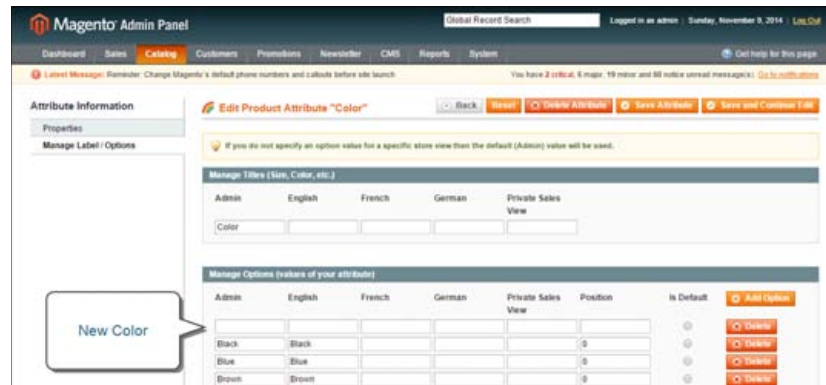 Magento Admin Panel
Global Record Search
Logged in as admin | Sunday, November 9, 2014 | Log Out
Dashboard Sales Catalog Customers Promotions Newsletter CMS Reports System
Get help for this page
Latest Message: Reminder: Change Magento's default phone numbers and callouts before site launch
You have 2 critical, 6 major, 19 minor and 88 notice unread message(s). Go to notifications
Attribute Information
Properties
Manage Label / Options
Edit Product Attribute "Color"
Back Reset Delete Attribute Save Attribute Save and Continue Edit
If you do not specify an option value for a specific store view then the default (Admin) value will be used.
Manage Titles (Size, Color, etc.)
Admin English French German Private Sales View
Color
Manage Options (values of your attribute)
Admin English French German Private Sales View Position Is Default Add Option
New Color
Delete
Black Black 0 Delete
Blue Blue 0 Delete
Brown Brown 0 Delete